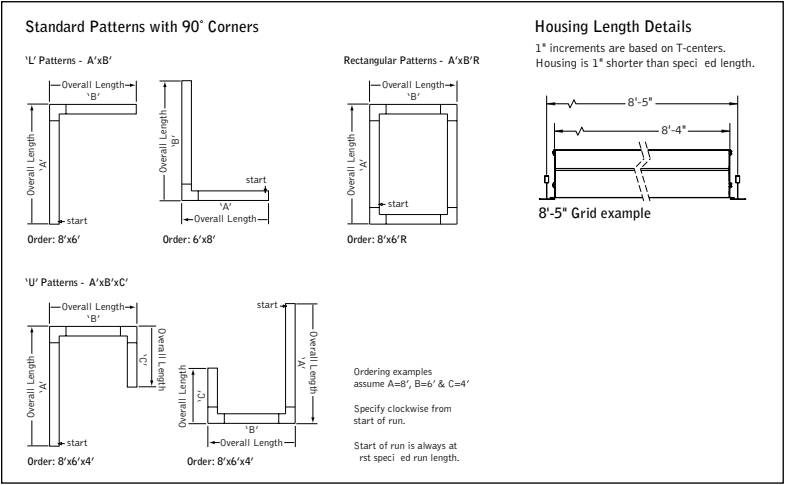 Standard Patterns with 90° Corners
‘L’ Patterns - A’xB’
Overall Length
‘B’
Overall Length
‘A’
start
Order: 8’x6’
Overall Length
‘B’
start
‘A’
Overall Length
Order: 6’x8’
Rectangular Patterns - A’xB’R
Overall Length
‘B’
Overall Length
‘A’
start
Order: 8’x6’R
Housing Length Details
1" increments are based on T-centers.
Housing is 1" shorter than speci ed length.
8'-5"
8'-4"
8'-5" Grid example
‘U’ Patterns - A’xB’xC’
Overall Length
‘B’
Overall Length
‘A’
‘C’
Overall Length
start
Order: 8’x6’x4’
start
Overall Length
‘A’
Overall Length
‘C’
‘B’
Overall Length
Order: 8’x6’x4’
Ordering examples
assume A=8’, B=6’ & C=4’
Specify clockwise from
start of run.
Start of run is always at
rst speci ed run length.